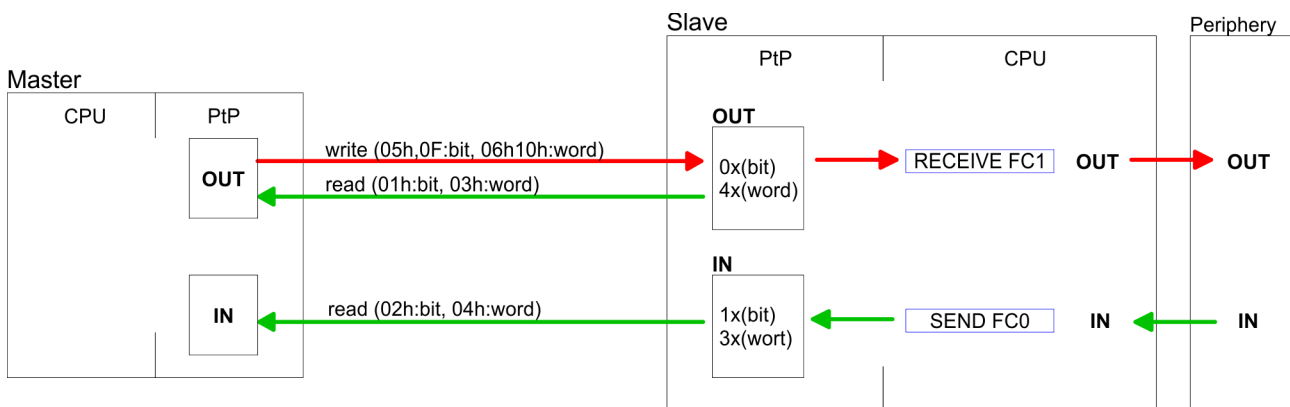 Slave
Periphery
PtP
CPU
Master
CPU
PtP
OUT
write (05h,0F:bit, 06h10h:word)
OUT
0x(bit)
4x(word)
RECEIVE FC1
OUT
OUT
read (01h:bit, 03h:word)
IN
IN
read (02h:bit, 04h:word)
1x(bit)
3x(wort)
SEND FC0
IN
IN